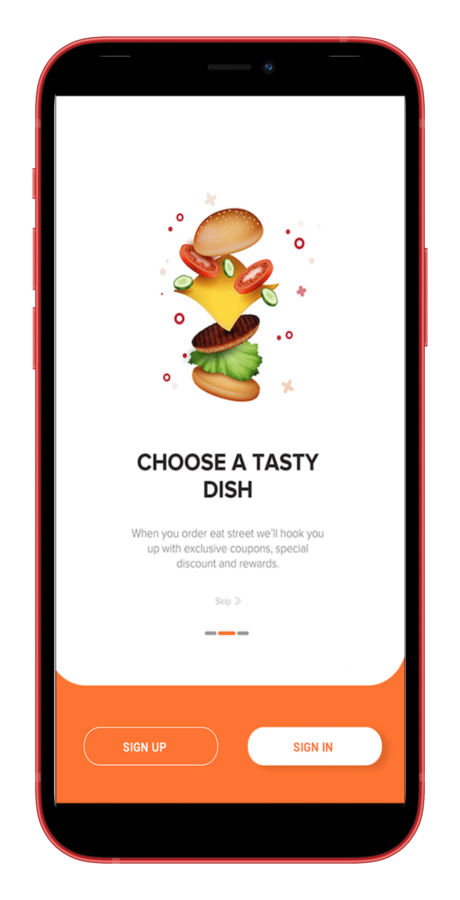 CHOOSE A TASTY
DISH
When you order eat street we'll hook you
up with exclusive coupons, special
discount and rewards.
Skip
SIGN UP
SIGN IN